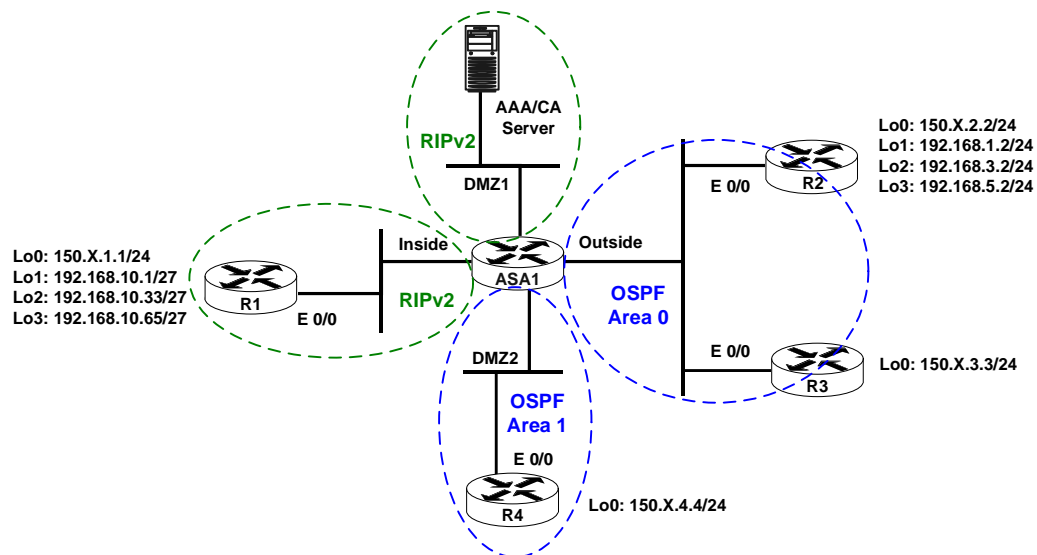 AAA/CA
Server
RIPv2
DMZ1
Lo0: 150.X.2.2/24
Lo1: 192.168.1.2/24
Lo2: 192.168.3.2/24
Lo3: 192.168.5.2/24
R2
E 0/0
Inside
Outside
ASA1
Lo0: 150.X.1.1/24
Lo1: 192.168.10.1/27
Lo2: 192.168.10.33/27
Lo3: 192.168.10.65/27
R1
E 0/0
RIPv2
OSPF
Area 0
DMZ2
E 0/0
R3
Lo0: 150.X.3.3/24
OSPF
Area 1
E 0/0
R4
Lo0: 150.X.4.4/24